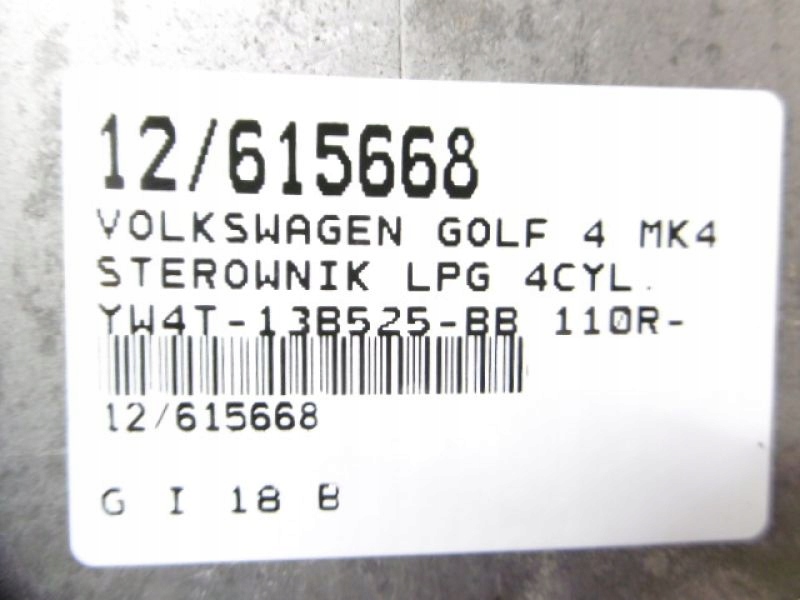 12/615668
VOLKSWAGEN GOLF 4 MK4
STEROWNIK LPG 4CYL.
YW4T-13B525-BB 110R-
12/615668
G I 18 B